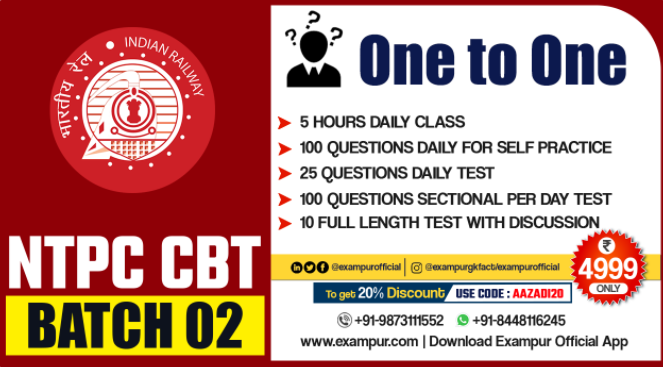 भारतीय रेल
INDIAN RAILWAY
NTPC CBT
BATCH 02
? ? ?
One to One
5 HOURS DAILY CLASS
100 QUESTIONS DAILY FOR SELF PRACTICE
25 QUESTIONS DAILY TEST
100 QUESTIONS SECTIONAL PER DAY TEST
10 FULL LENGTH TEST WITH DISCUSSION
@exampurofficial | @exampurgkfact/exampurofficial
₹
4999
ONLY
To get 20% Discount USE CODE : AAZADI20
+91-9873111552 +91-8448116245
www.exampur.com | Download Exampur Official App